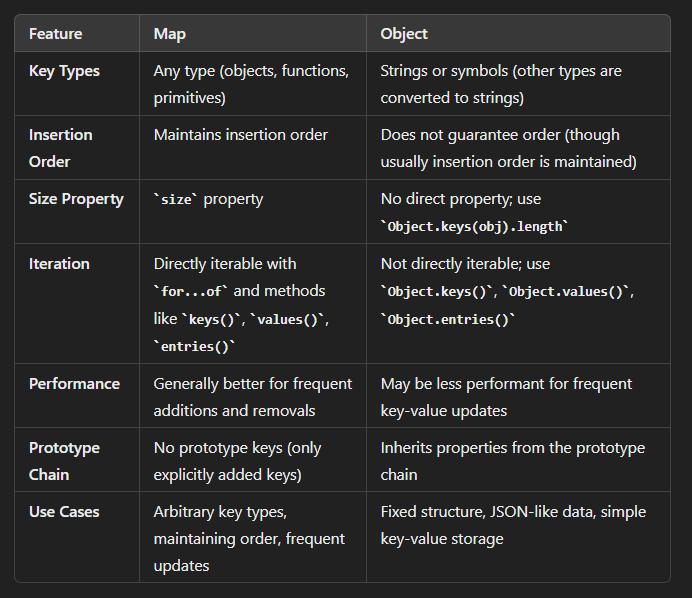 Feature Map Object
Key Types Any type (objects, functions, Strings or symbols (other types are
primitives) converted to strings)
Insertion Maintains insertion order Does not guarantee order (though
Order usually insertion order is maintained)
Size Property `size` property No direct property; use
`Object.keys(obj).length`
Iteration Directly iterable with Not directly iterable; use
`for...of` and methods `Object.keys()`, `Object.values()`,
like `keys()`, `values()`, `Object.entries()`
`entries()`
Performance Generally better for frequent May be less performant for frequent
additions and removals key-value updates
Prototype No prototype keys (only Inherits properties from the prototype
Chain explicitly added keys) chain
Use Cases Arbitrary key types, Fixed structure, JSON-like data, simple
maintaining order, frequent key-value storage
updates